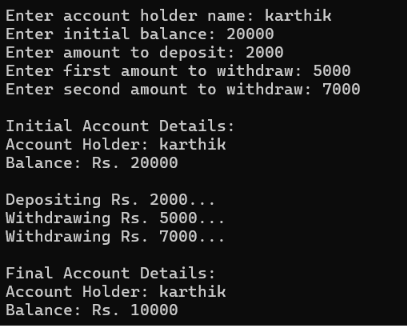 Enter account holder name: karthik
Enter initial balance: 20000
Enter amount to deposit: 2000
Enter first amount to withdraw: 5000
Enter second amount to withdraw: 7000
Initial Account Details:
Account Holder: karthik
Balance: Rs. 20000
Depositing Rs. 2000...
Withdrawing Rs. 5000...
Withdrawing Rs. 7000...
Final Account Details:
Account Holder: karthik
Balance: Rs. 10000